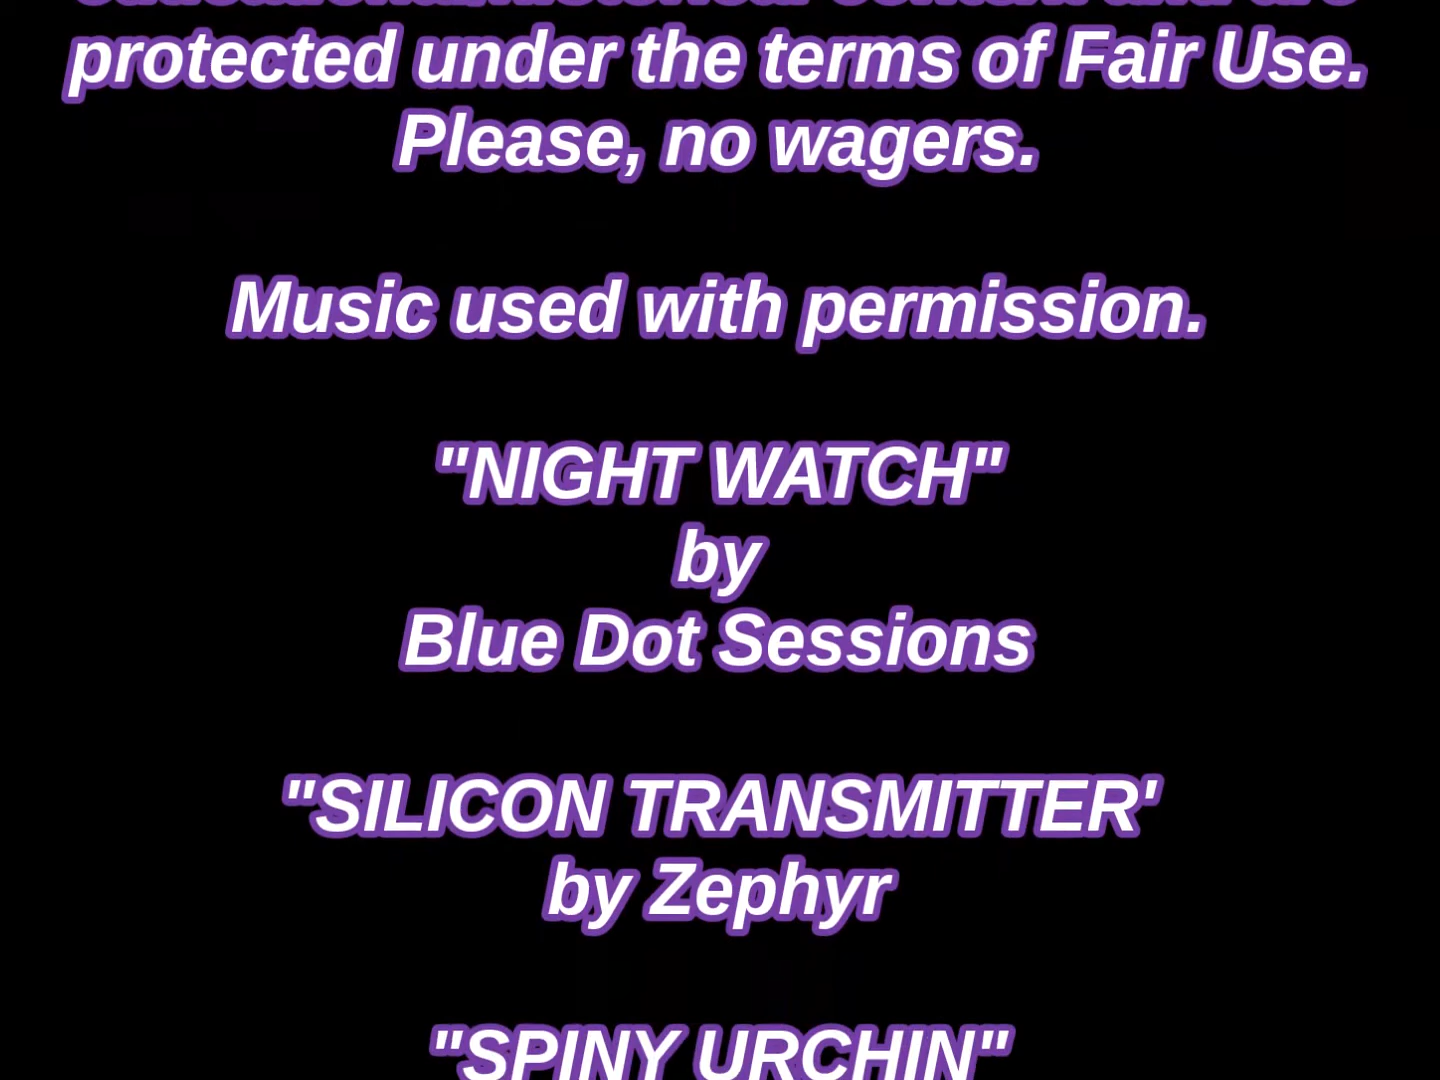 protected under the terms of Fair Use.
Please, no wagers.
Music used with permission.
"NIGHT WATCH"
by
Blue Dot Sessions
"SILICON TRANSMITTER'
by Zephyr
"SPINY URCHIN"